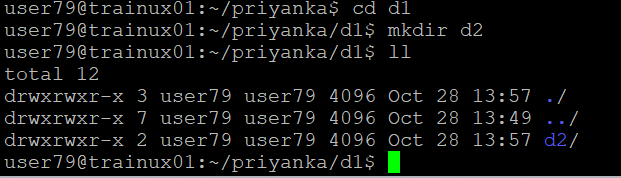 user79@trainux01:~/priyanka$ cd d1
user79@trainux01:~/priyanka/d1$ mkdir d2
user79@trainux01:~/priyanka/d1$ ll
total 12
drwxrwxr-x 3 user79 user79 4096 Oct 28 13:57 ./
drwxrwxr-x 7 user79 user79 4096 Oct 28 13:49 ../
drwxrwxr-x 2 user79 user79 4096 Oct 28 13:57 d2/
user79@trainux01:~/priyanka/d1$